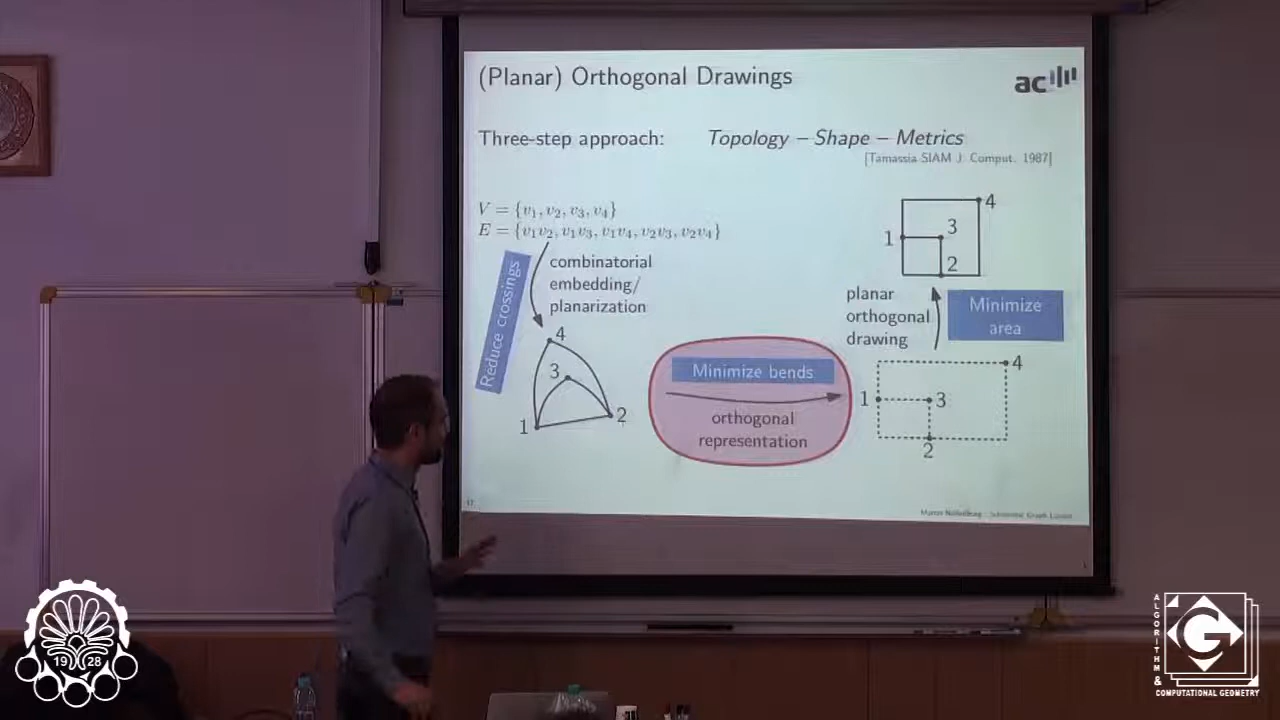 (Planar) Orthogonal Drawings
ac
Three-step approach: Topology – Shape – Metrics
[Tamassia SIAM J. Comput. 1987]
V = {v₁, v₂, v₃, v₄}
E = {v₁v₂, v₁v₃, v₁v₄, v₂v₃, v₂v₄}
Reduce crossings
combinatorial
embedding/
planarization
4
3
1
2
Minimize bends
orthogonal
representation
4
3
1
2
planar
orthogonal
drawing
Minimize
area
4
1
3
2
19 28
ALGORITHM &
G
COMPUTATIONAL GEOMETRY